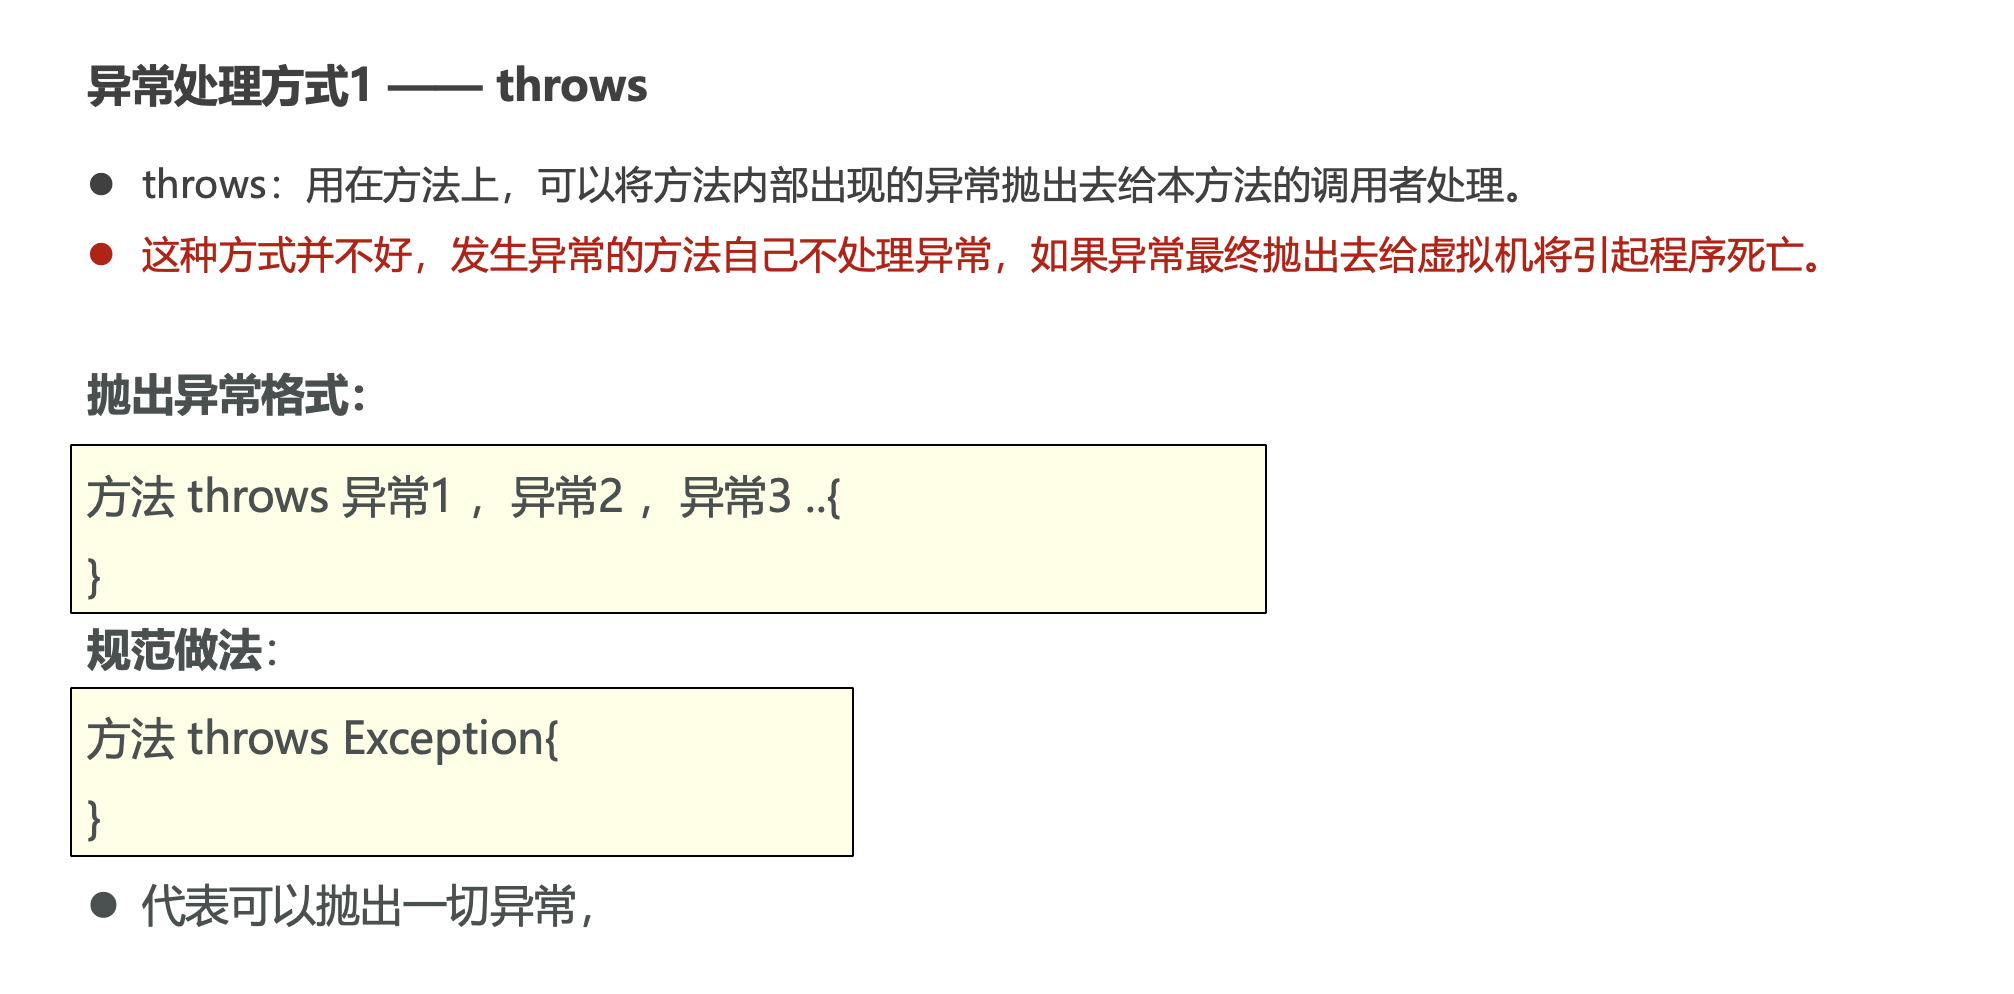 异常处理方式1 —— throws
● throws：用在方法上，可以将方法内部出现的异常抛出去给本方法的调用者处理。
● 这种方式并不好，发生异常的方法自己不处理异常，如果异常最终抛出去给虚拟机将引起程序死亡。
抛出异常格式：
方法 throws 异常1 ，异常2 ，异常3 ..{
}
规范做法：
方法 throws Exception{
}
● 代表可以抛出一切异常，